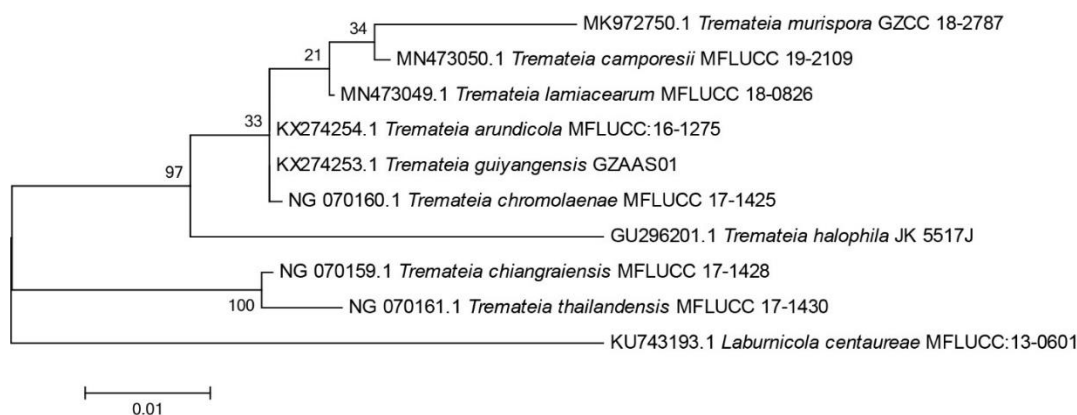 34
MK972750.1 Tremateia murispora GZCC 18-2787
21
MN473050.1 Tremateia camporesii MFLUCC 19-2109
MN473049.1 Tremateia lamiacearum MFLUCC 18-0826
33
KX274254.1 Tremateia arundicola MFLUCC:16-1275
KX274253.1 Tremateia guiyangensis GZAAS01
97
NG 070160.1 Tremateia chromolaenae MFLUCC 17-1425
GU296201.1 Tremateia halophila JK 5517J
NG 070159.1 Tremateia chiangraiensis MFLUCC 17-1428
100
NG 070161.1 Tremateia thailandensis MFLUCC 17-1430
KU743193.1 Laburnicola centaureae MFLUCC:13-0601
0.01